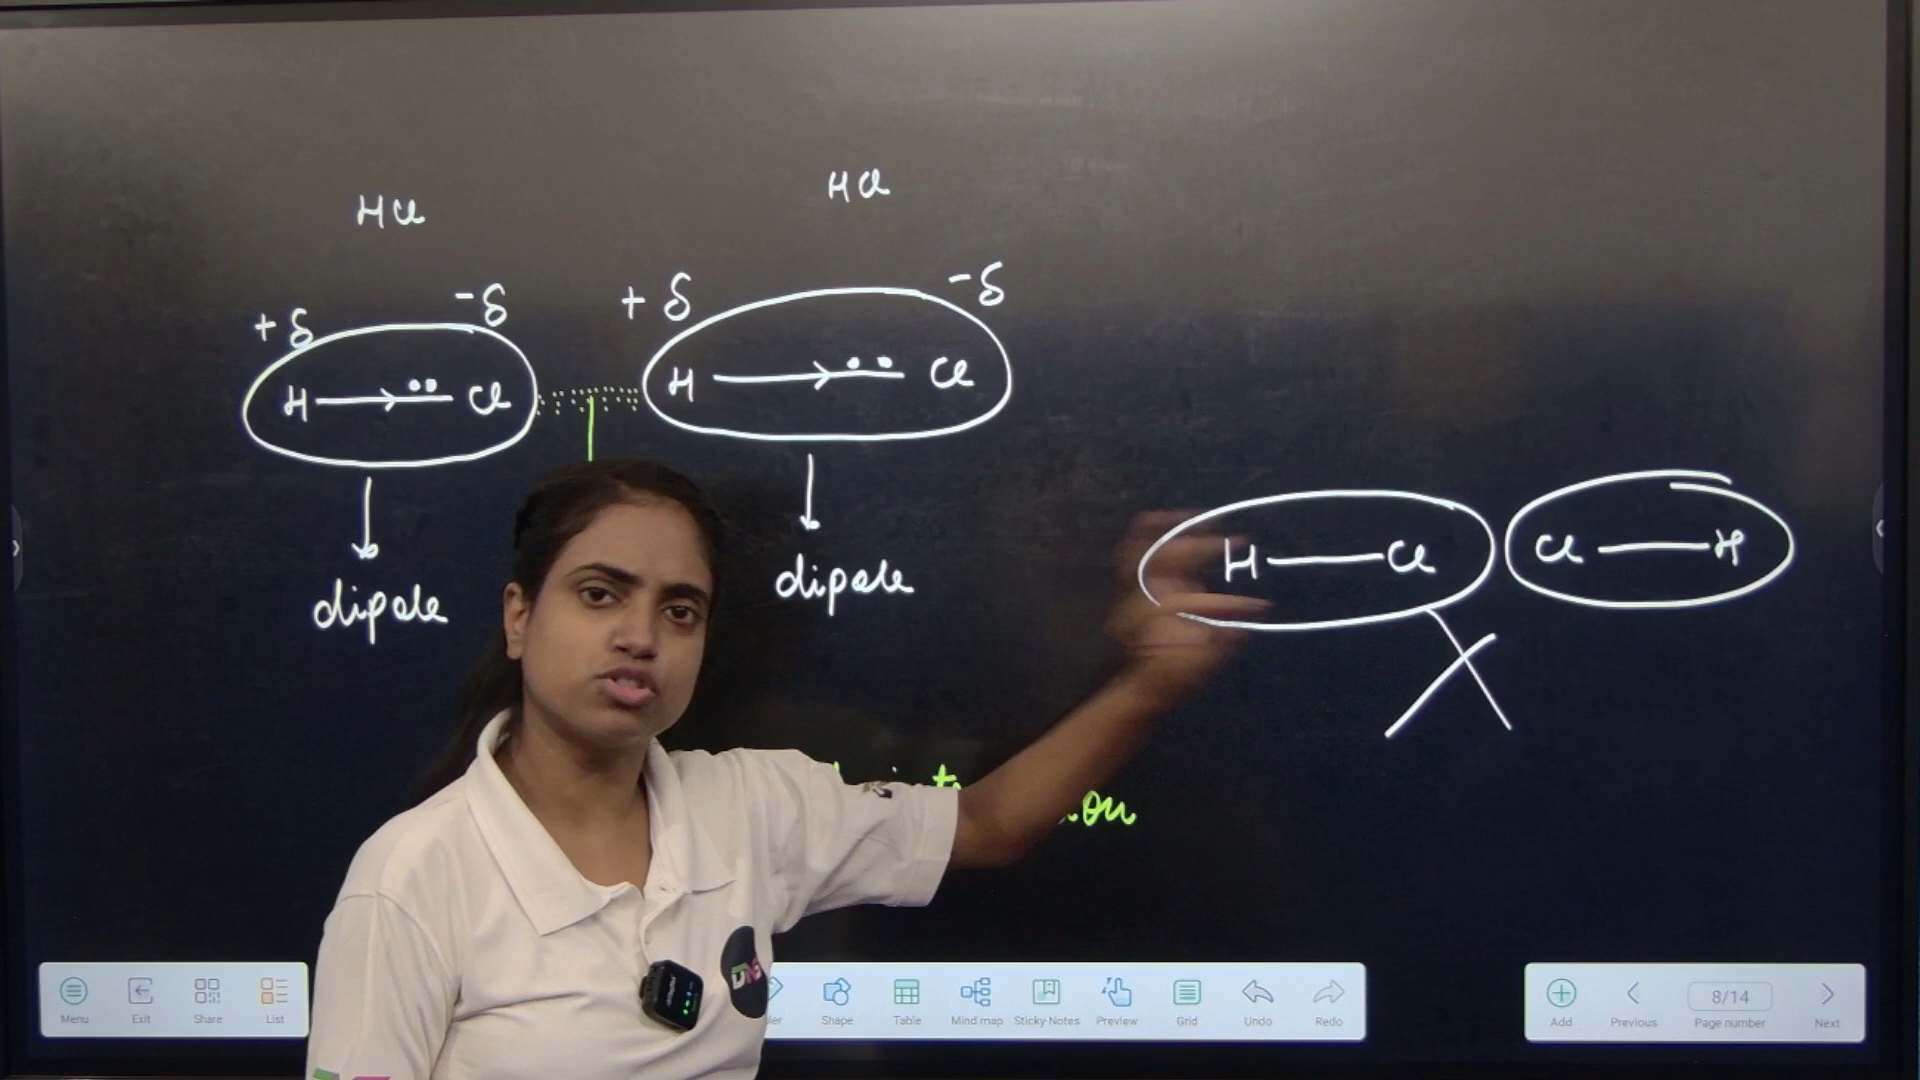 HCl
HCl
+δ -δ
+δ -δ
H Cl
H Cl
dipole
dipole
H Cl
Cl H
Menu
Exit
Share
List
Shape
Table
Mind map
Sticky-Notes
Preview
Grid
Undo
Redo
Add
Previous
8/14
Page number
Next